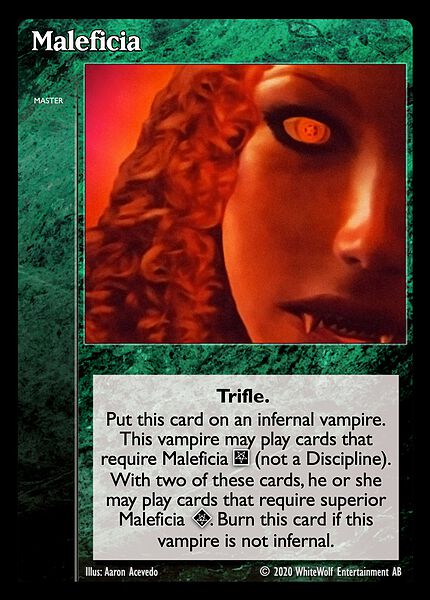 Maleficia
MASTER
Trifle.
Put this card on an infernal vampire.
This vampire may play cards that
require Maleficia (not a Discipline).
With two of these cards, he or she
may play cards that require superior
Maleficia . Burn this card if this
vampire is not infernal.
Illus: Aaron Acevedo © 2020 WhiteWolf Entertainment AB